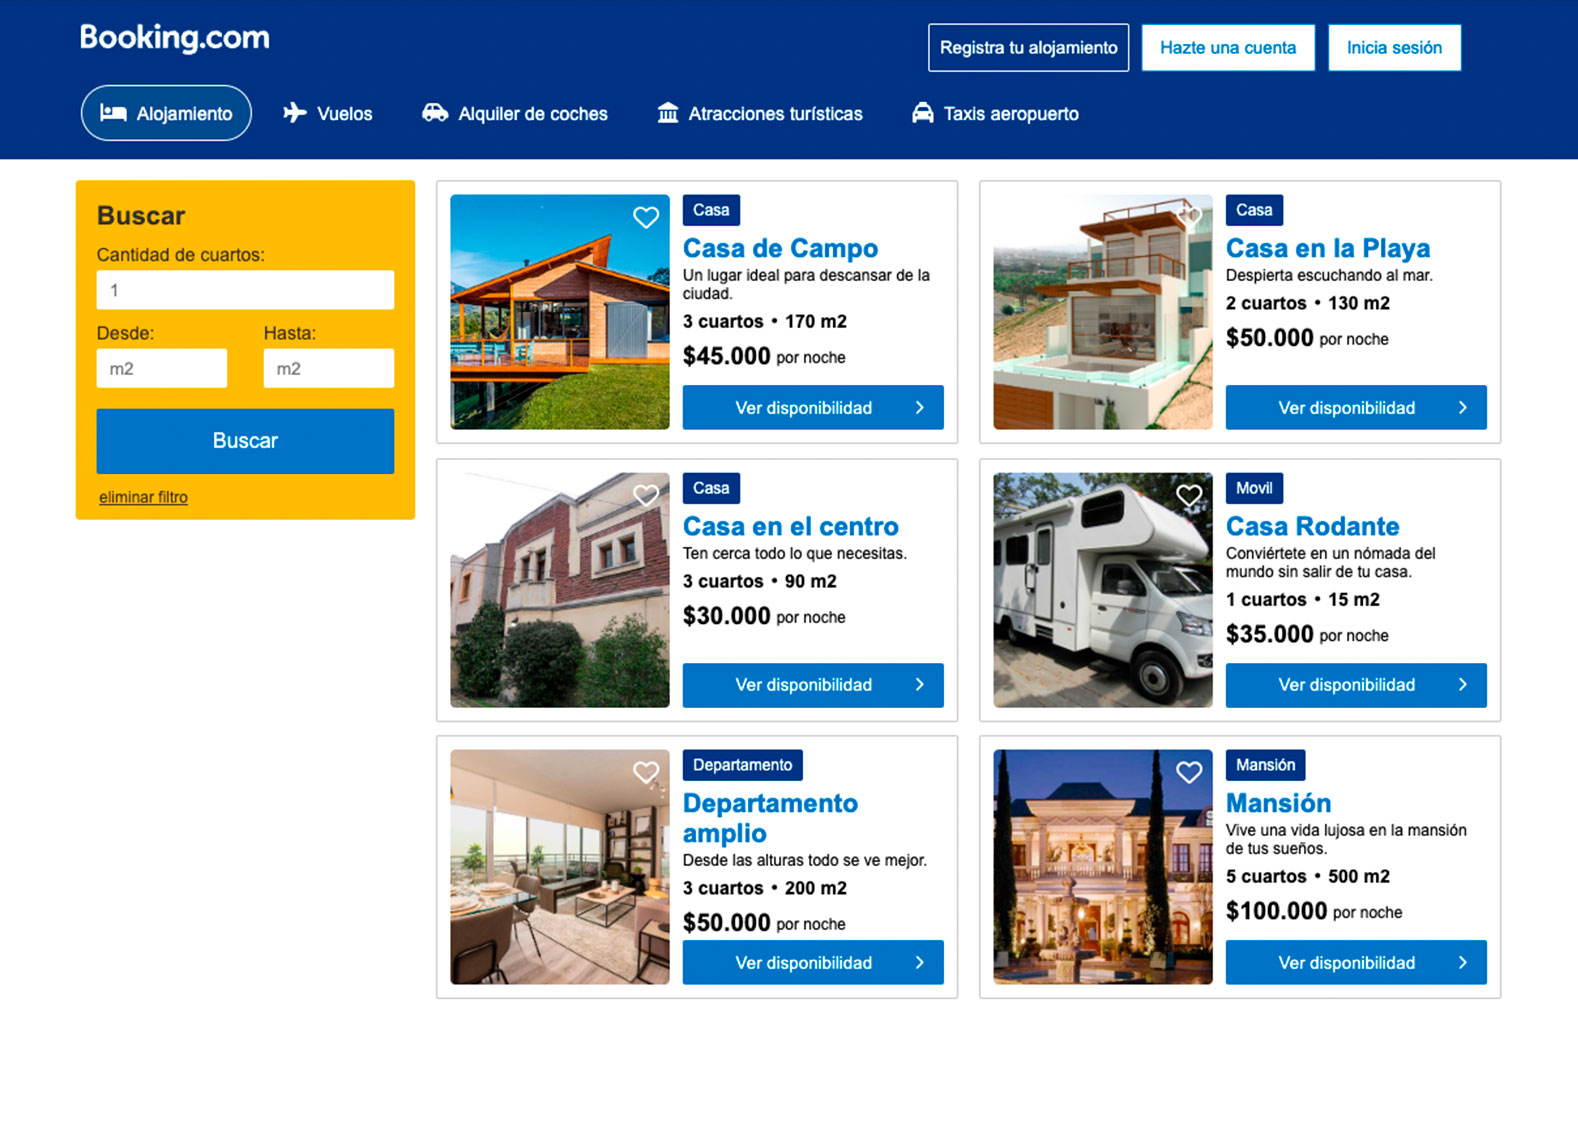 Booking.com
Registra tu alojamiento
Hazte una cuenta
Inicia sesión
Alojamiento
Vuelos
Alquiler de coches
Atracciones turísticas
Taxis aeropuerto
Buscar
Cantidad de cuartos:
1
Desde:
Hasta:
m2
m2
Buscar
eliminar filtro
Casa
Casa de Campo
Un lugar ideal para descansar de la
ciudad.
3 cuartos • 170 m2
$45.000 por noche
Ver disponibilidad
Casa
Casa en la Playa
Despierta escuchando al mar.
2 cuartos • 130 m2
$50.000 por noche
Ver disponibilidad
Casa
Casa en el centro
Ten cerca todo lo que necesitas.
3 cuartos • 90 m2
$30.000 por noche
Ver disponibilidad
Movil
Casa Rodante
Conviértete en un nómada del
mundo sin salir de tu casa.
1 cuartos • 15 m2
$35.000 por noche
Ver disponibilidad
Departamento
Departamento
amplio
Desde las alturas todo se ve mejor.
3 cuartos • 200 m2
$50.000 por noche
Ver disponibilidad
Mansión
Mansión
Vive una vida lujosa en la mansión
de tus sueños.
5 cuartos • 500 m2
$100.000 por noche
Ver disponibilidad